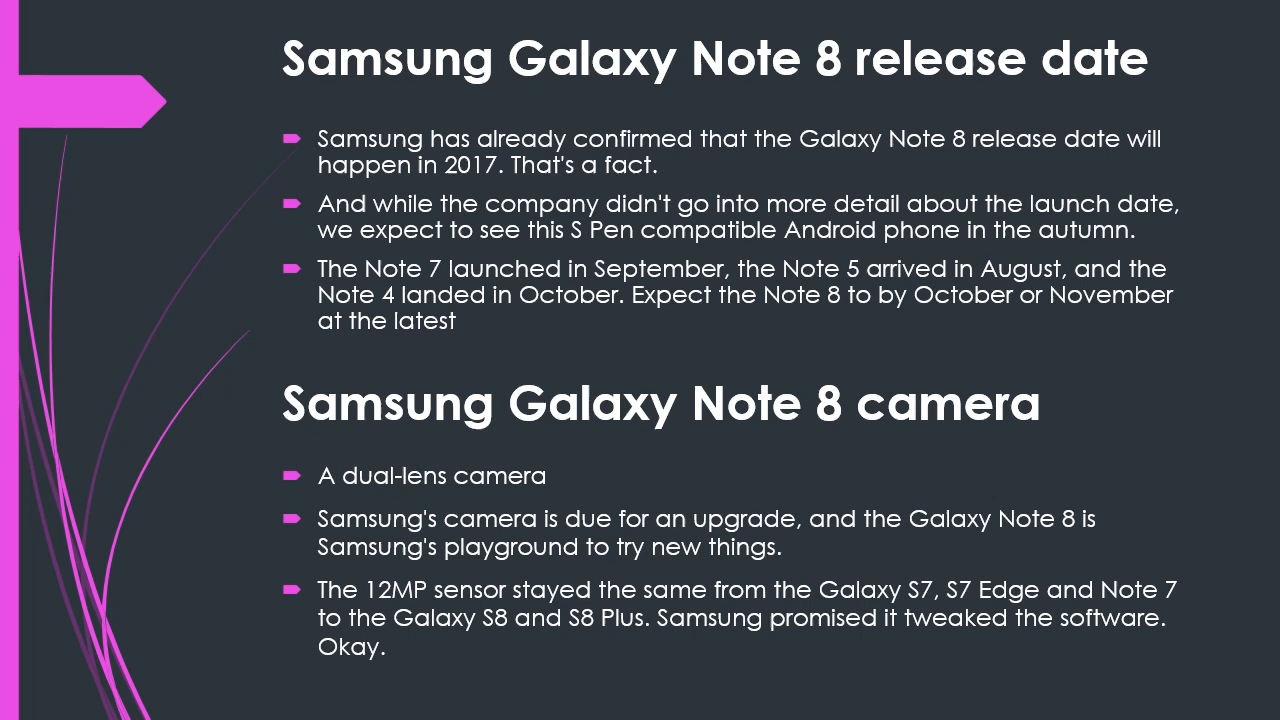 Samsung Galaxy Note 8 release date
Samsung has already confirmed that the Galaxy Note 8 release date will
happen in 2017. That's a fact.
And while the company didn't go into more detail about the launch date,
we expect to see this S Pen compatible Android phone in the autumn.
The Note 7 launched in September, the Note 5 arrived in August, and the
Note 4 landed in October. Expect the Note 8 to by October or November
at the latest
Samsung Galaxy Note 8 camera
A dual-lens camera
Samsung's camera is due for an upgrade, and the Galaxy Note 8 is
Samsung's playground to try new things.
The 12MP sensor stayed the same from the Galaxy S7, S7 Edge and Note 7
to the Galaxy S8 and S8 Plus. Samsung promised it tweaked the software.
Okay.